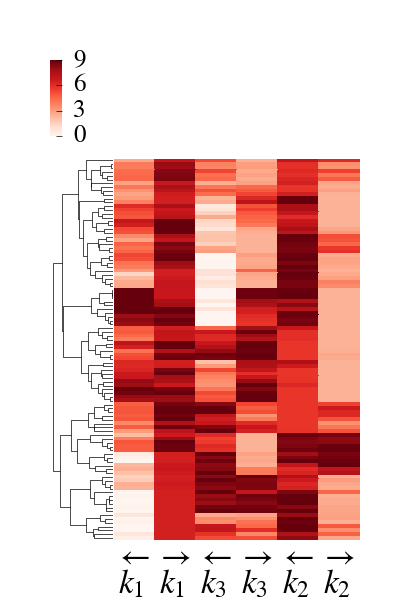 9
6
3
0
← → ← → ← →
k₁ k₁ k₃ k₃ k₂ k₂